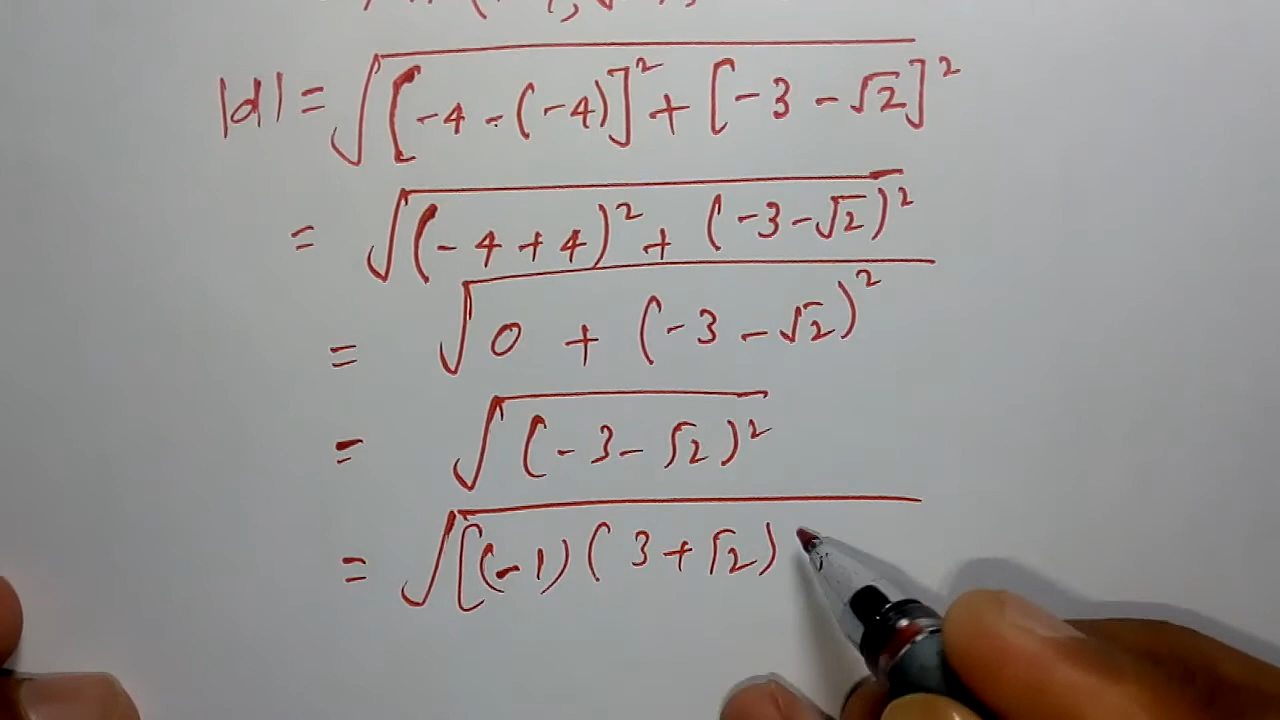 |d| = √[-4-(-4)]² + [-3-√2]²
= √(-4+4)² + (-3-√2)²
= √0 + (-3-√2)²
= √(-3-√2)²
= √[(-1)(3+√2)